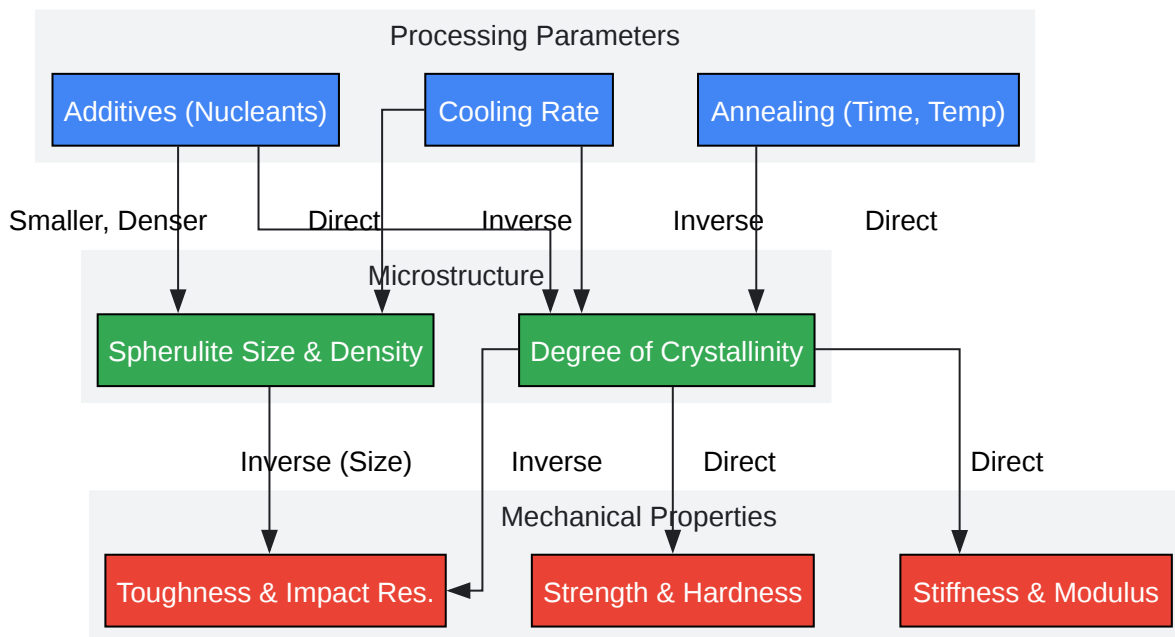 Processing Parameters
Additives (Nucleants)
Cooling Rate
Annealing (Time, Temp)
Smaller, Denser
Direct
Inverse
Inverse
Direct
Microstructure
Spherulite Size & Density
Degree of Crystallinity
Inverse (Size)
Inverse
Direct
Direct
Mechanical Properties
Toughness & Impact Res.
Strength & Hardness
Stiffness & Modulus